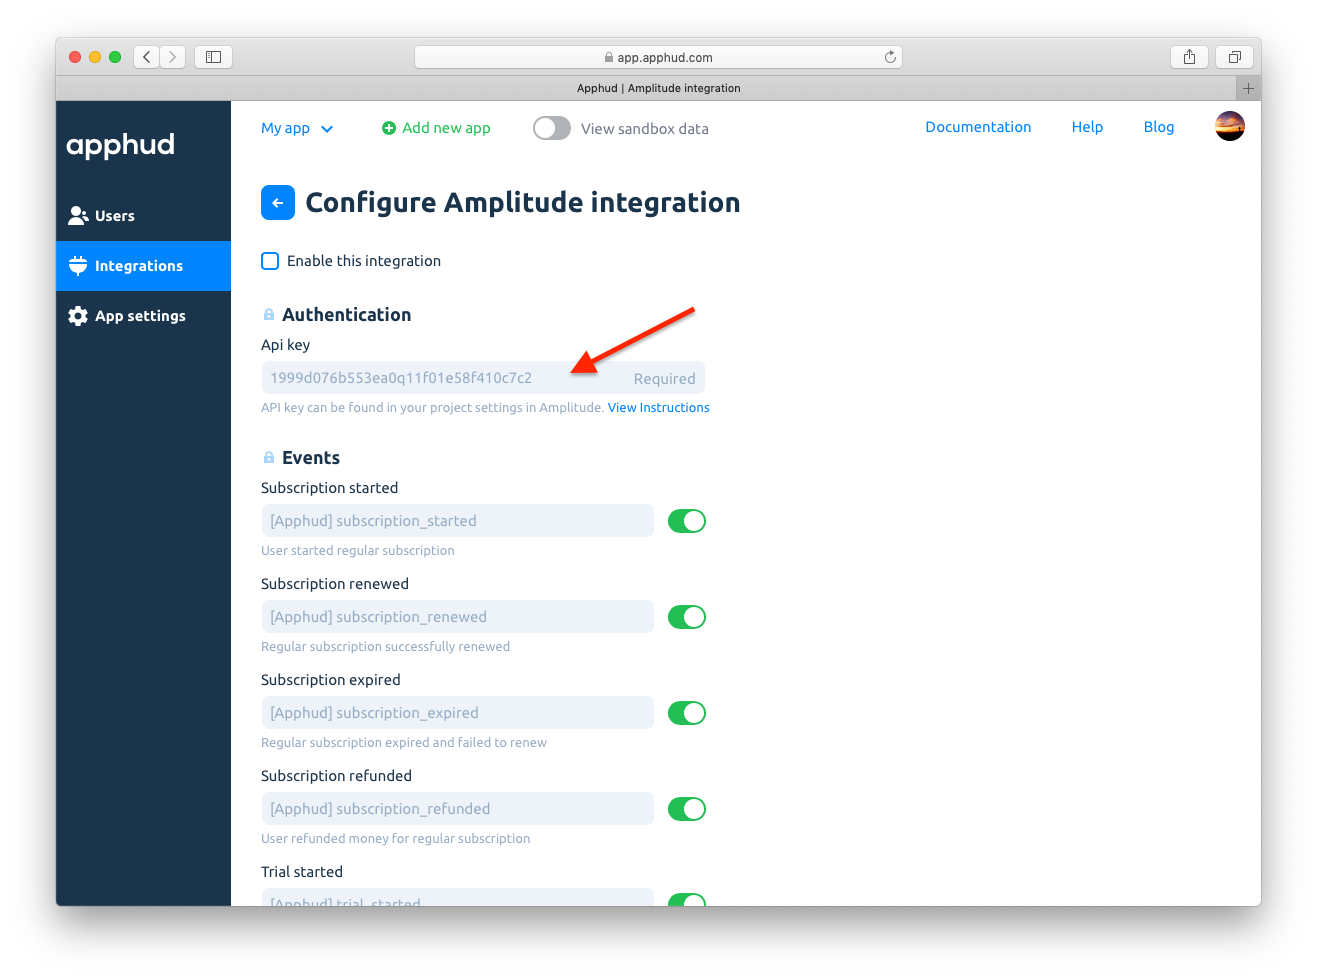 app.apphud.com
Apphud | Amplitude integration
apphud
My app
Add new app
View sandbox data
Documentation
Help
Blog
Users
Integrations
App settings
Configure Amplitude integration
Enable this integration
Authentication
Api key
1999d076b553ea0q11f01e58f410c7c2 Required
API key can be found in your project settings in Amplitude. View Instructions
Events
Subscription started
[Apphud] subscription_started
User started regular subscription
Subscription renewed
[Apphud] subscription_renewed
Regular subscription successfully renewed
Subscription expired
[Apphud] subscription_expired
Regular subscription expired and failed to renew
Subscription refunded
[Apphud] subscription_refunded
User refunded money for regular subscription
Trial started
[Apphud] trial_started